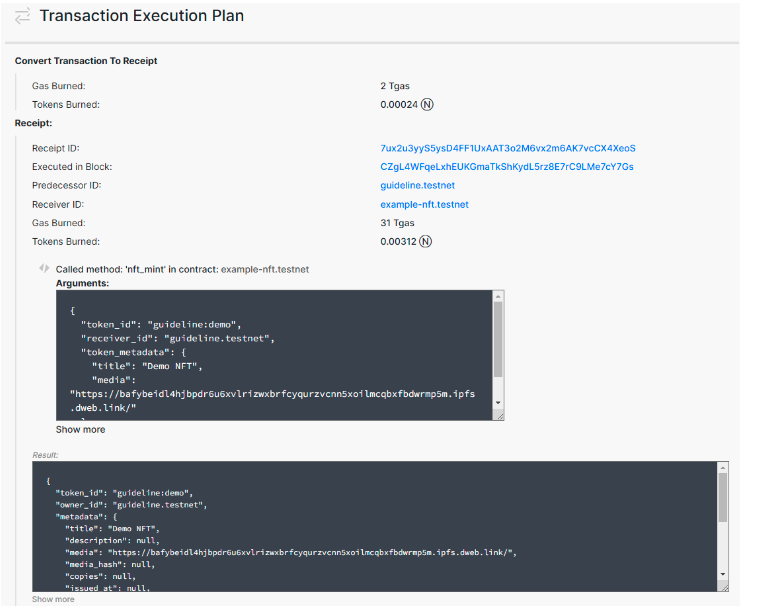 Transaction Execution Plan
Convert Transaction To Receipt
Gas Burned: 2 Tgas
Tokens Burned: 0.00024 Ⓝ
Receipt:
Receipt ID: 7ux2u3yyS5ysD4FF1UxAAT3o2M6vx2m6AK7vcCX4XeoS
Executed in Block: CZgL4WFqeLxhEUKGmaTkShKydL5rz8E7rC9LMe7cY7Gs
Predecessor ID: guideline.testnet
Receiver ID: example-nft.testnet
Gas Burned: 31 Tgas
Tokens Burned: 0.00312 Ⓝ
Called method: 'nft_mint' in contract: example-nft.testnet
Arguments:
{
"token_id": "guideline:demo",
"receiver_id": "guideline.testnet",
"token_metadata": {
"title": "Demo NFT",
"media":
"https://bafybeidl4hjbpdr6u6xvlrizwxbrfcyqurzvcnn5xoilmcqbxfbdwrmp5m.ipfs
.dweb.link/"
Show more
Result:
{
"token_id": "guideline:demo",
"owner_id": "guideline.testnet",
"metadata": {
"title": "Demo NFT",
"description": null,
"media": "https://bafybeidl4hjbpdr6u6xvlrizwxbrfcyqurzvcnn5xoilmcqbxfbdwrmp5m.ipfs.dweb.link/",
"media_hash": null,
"copies": null,
"issued_at": null,
Show more